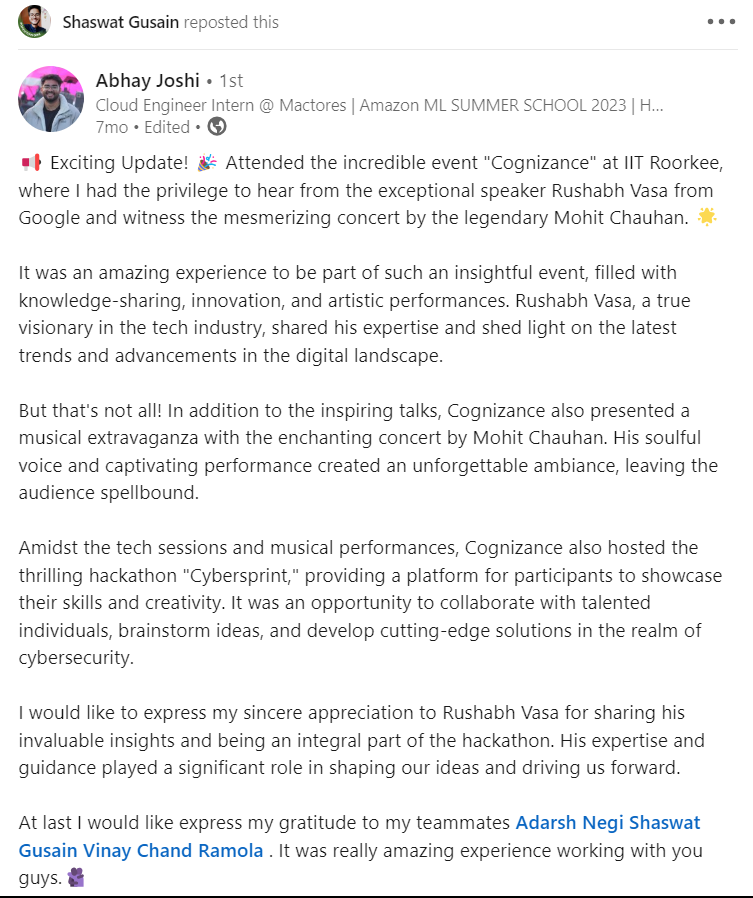 Shaswat Gusain reposted this
Abhay Joshi • 1st
Cloud Engineer Intern @ Mactores | Amazon ML SUMMER SCHOOL 2023 | H...
7mo • Edited •
📢 Exciting Update! 🎉 Attended the incredible event "Cognizance" at IIT Roorkee,
where I had the privilege to hear from the exceptional speaker Rushabh Vasa from
Google and witness the mesmerizing concert by the legendary Mohit Chauhan. 🌟
It was an amazing experience to be part of such an insightful event, filled with
knowledge-sharing, innovation, and artistic performances. Rushabh Vasa, a true
visionary in the tech industry, shared his expertise and shed light on the latest
trends and advancements in the digital landscape.
But that's not all! In addition to the inspiring talks, Cognizance also presented a
musical extravaganza with the enchanting concert by Mohit Chauhan. His soulful
voice and captivating performance created an unforgettable ambiance, leaving the
audience spellbound.
Amidst the tech sessions and musical performances, Cognizance also hosted the
thrilling hackathon "Cybersprint," providing a platform for participants to showcase
their skills and creativity. It was an opportunity to collaborate with talented
individuals, brainstorm ideas, and develop cutting-edge solutions in the realm of
cybersecurity.
I would like to express my sincere appreciation to Rushabh Vasa for sharing his
invaluable insights and being an integral part of the hackathon. His expertise and
guidance played a significant role in shaping our ideas and driving us forward.
At last I would like express my gratitude to my teammates Adarsh Negi Shaswat
Gusain Vinay Chand Ramola . It was really amazing experience working with you
guys.